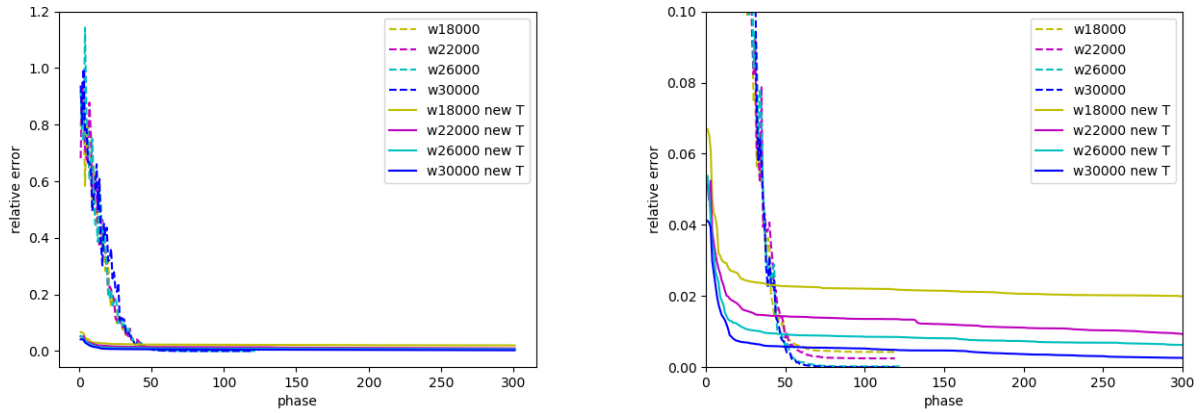 1.2
1.0
0.8
0.6
0.4
0.2
0.0
relative error
0 50 100 150 200 250 300
phase
w18000
w22000
w26000
w30000
w18000 new T
w22000 new T
w26000 new T
w30000 new T
0.10
0.08
0.06
0.04
0.02
0.00
relative error
0 50 100 150 200 250 300
phase
w18000
w22000
w26000
w30000
w18000 new T
w22000 new T
w26000 new T
w30000 new T